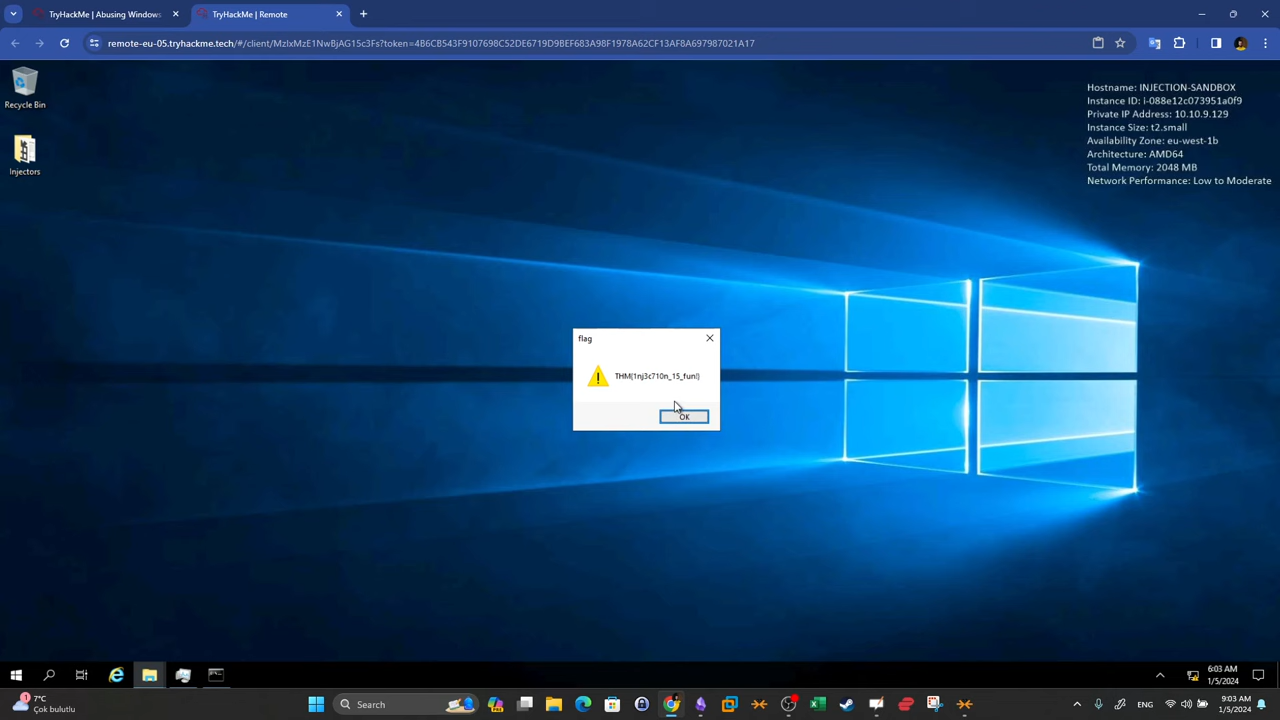 TryHackMe | Abusing Windows
TryHackMe | Remote
remote-eu-05.tryhackme.tech/#/client/MzIxMzE1NwBjAG15c3Fs?token=4B6CB543F9107698C52DE6719D9BEF683A98F1978A62CF13AF8A697987021A17
Recycle Bin
Injectors
Hostname: INJECTION-SANDBOX
Instance ID: i-088e12c073951a0f9
Private IP Address: 10.10.9.129
Instance Size: t2.small
Availability Zone: eu-west-1b
Architecture: AMD64
Total Memory: 2048 MB
Network Performance: Low to Moderate
flag
THM{1nj3c710n_15_fun!}
OK
6:03 AM
1/5/2024
1
7°C
Çok bulutlu
Search
PRE
ENG
9:03 AM
1/5/2024